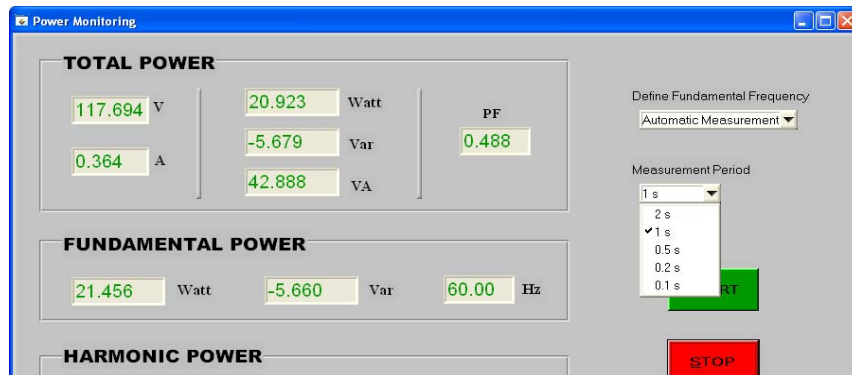 Power Monitoring
TOTAL POWER
117.694 V
0.364 A
20.923 Watt
-5.679 Var
42.888 VA
PF
0.488
Define Fundamental Frequency
Automatic Measurement
Measurement Period
1 s
2 s
1 s
0.5 s
0.2 s
0.1 s
FUNDAMENTAL POWER
21.456 Watt
-5.660 Var
60.00 Hz
RT
HARMONIC POWER
STOP